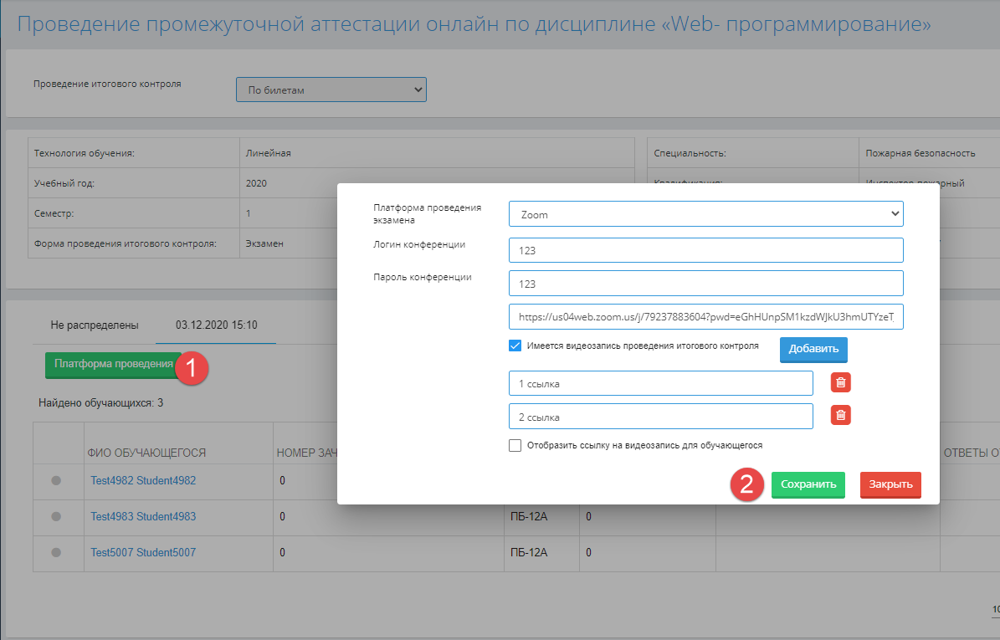 Проведение промежуточной аттестации онлайн по дисциплине «Web- программирование»
Проведение итогового контроля
По билетам
Технология обучения:
Линейная
Специальность:
Пожарная безопасность
Учебный год:
2020
Квалификация:
Инспектор пожарный
Семестр:
1
Форма проведения итогового контроля:
Экзамен
Платформа проведения
экзамена
Zoom
Логин конференции
123
Пароль конференции
123
https://us04web.zoom.us/j/79237883604?pwd=eGhHUnpSM1kzdWJkU3hmUTYzeT
Имеется видеозапись проведения итогового контроля
Добавить
1 ссылка
2 ссылка
Отобразить ссылку на видеозапись для обучающегося
2
Сохранить
Закрыть
Не распределены
03.12.2020 15:10
Платформа проведения
1
Найдено обучающихся: 3
ФИО ОБУЧАЮЩЕГОСЯ
НОМЕР ЗАЧ
ОТВЕТЫ О
Test4982 Student4982
0
Test4983 Student4983
0
ПБ-12А
0
Test5007 Student5007
0
ПБ-12А
0
10